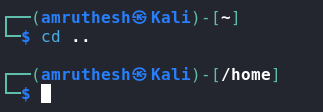 ┌──(amruthesh㉿Kali)-[~]
└─$ cd ..
┌──(amruthesh㉿Kali)-[/home]
└─$